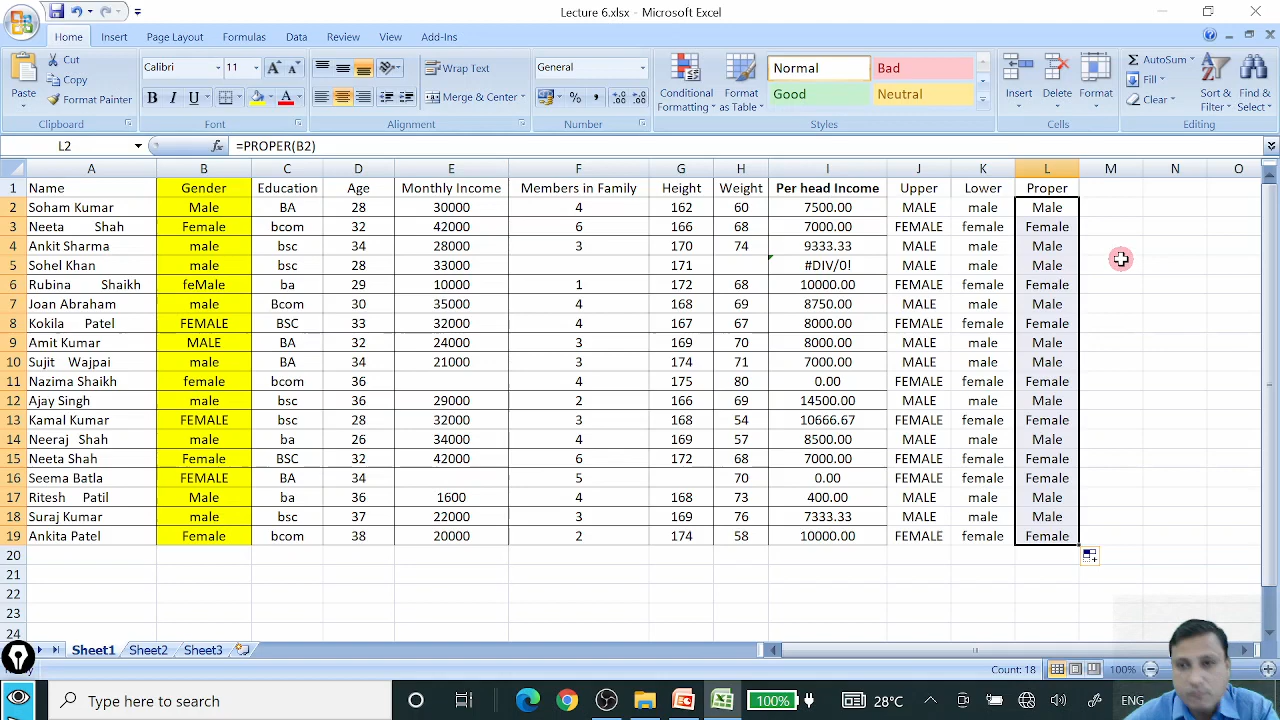 Lecture 6.xlsx - Microsoft Excel
Home Insert Page Layout Formulas Data Review View Add-Ins
Paste Cut Copy Format Painter Clipboard
Calibri 11 B I U A A A Font
Wrap Text Merge & Center Alignment
General % , Number
Conditional Formatting Format as Table Normal Bad Good Neutral Styles
Insert Delete Format Cells
Σ AutoSum Fill Clear Sort & Filter Find & Select Editing
L2 fx =PROPER(B2)
A B C D E F G H I J K L M N O
1 Name Gender Education Age Monthly Income Members in Family Height Weight Per head Income Upper Lower Proper
2 Soham Kumar Male BA 28 30000 4 162 60 7500.00 MALE male Male
3 Neeta Shah Female bcom 32 42000 6 166 68 7000.00 FEMALE female Female
4 Ankit Sharma male bsc 34 28000 3 170 74 9333.33 MALE male Male
5 Sohel Khan male bsc 33 33000 171 #DIV/0! MALE male Male
6 Rubina Shaikh feMale ba 29 10000 1 172 68 10000.00 FEMALE female Female
7 Joan Abraham male Bcom 30 35000 4 168 69 8750.00 MALE male Male
8 Kokila Patel FEMALE BSC 33 32000 4 167 67 8000.00 FEMALE female Female
9 Amit Kumar MALE BA 32 24000 3 169 70 8000.00 MALE male Male
10 Sujit Wajpai male BA 34 21000 3 174 71 7000.00 MALE male Male
11 Nazima Shaikh female bcom 36 4 175 80 0.00 FEMALE female Female
12 Ajay Singh male bsc 36 29000 2 166 69 14500.00 MALE male Male
13 Kamal Kumar FEMALE bsc 28 32000 3 168 54 10666.67 FEMALE female Female
14 Neeraj Shah male ba 26 34000 4 169 57 8500.00 MALE male Male
15 Neeta Shah Female BSC 32 42000 6 172 68 7000.00 FEMALE female Female
16 Seema Batla FEMALE BA 34 5 70 0.00 FEMALE female Female
17 Ritesh Patil Male ba 36 1600 4 168 73 400.00 MALE male Male
18 Suraj Kumar male bsc 37 22000 3 169 76 7333.33 MALE male Male
19 Ankita Patel Female bcom 38 20000 2 174 58 10000.00 FEMALE female Female
20
21
22
23
24
Sheet1 Sheet2 Sheet3
Count: 18 100%
Type here to search 100% 28°C ENG